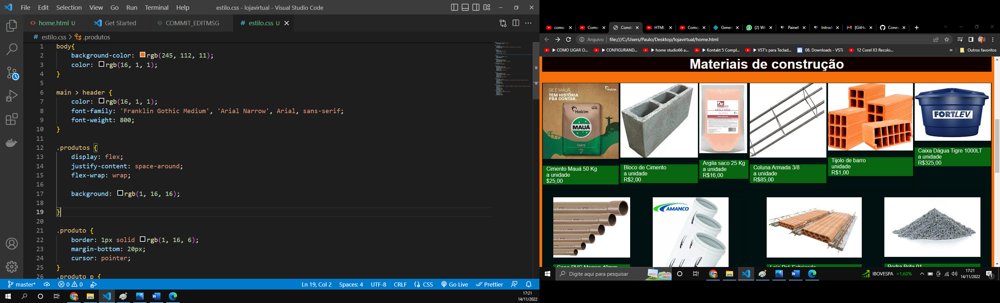 File Edit Selection View Go Run Terminal Help
estilo.css - lojavirtual - Visual Studio Code
home.html U
Get Started
COMMIT_EDITMSG
# estilo.css U
# estilo.css > .produtos
1 body{
2 background-color: rgb(245, 112, 11);
3 color: rgb(16, 1, 1);
4 }
5
6 main > header {
7 color: rgb(16, 1, 1);
8 font-family: 'Franklin Gothic Medium', 'Arial Narrow', Arial, sans-serif;
9 font-weight: 800;
10 }
11
12 .produtos {
13 display: flex;
14 justify-content: space-around;
15 flex-wrap: wrap;
16
17 background: rgb(1, 16, 16);
18
19 }
20
21 .produto {
22 border: 1px solid rgb(1, 16, 6);
23 margin-bottom: 20px;
24 cursor: pointer;
25 }
26 .produto p {
master* 0 0 Ln 19, Col 2 Spaces: 4 UTF-8 CRLF CSS Go Live Prettier
17:21
14/11/2022
como
Como
Constr
HTML
Como
Genera
(2) Wh
Painel
Introdu
[GitHu
Conex
Arquivo file:///C:/Users/Paulo/Desktop/lojavirtual/home.html
COMO LIGAR O...
CONFIGURAND...
home studio66 a...
Kontakt 5 Compl...
VST's para Teclad...
08. Downloads - VSTi
12 Corel X3 Recolo...
Outros favoritos
Materiais de construção
SE É MAUÁ,
TEM HISTÓRIA
PRA CONTAR.
Holcim
1935
Holcim
MAUÁ
FORTE
Cimento Mauá 50 Kg
a unidade
$25,00
Bloco de Cimento
a unidade
R$2,00
ARGILA ROSA
Argila saco 25 Kg
a unidade
R$16,00
Coluna Armada 3/8
a unidade
R$85,00
Tijolo de barro
unidade
R$1,00
FORTLEV
Caixa Dágua Tigre 1000LT
a unidade
R$325,00
AMANCO
AMANCO
Cano PVC Marron 40mm
Laje Pré Fabricada
Pedra Brita 01
Digite aqui para pesquisar
IBOVESPA +1,60%
17:21
14/11/2022
1